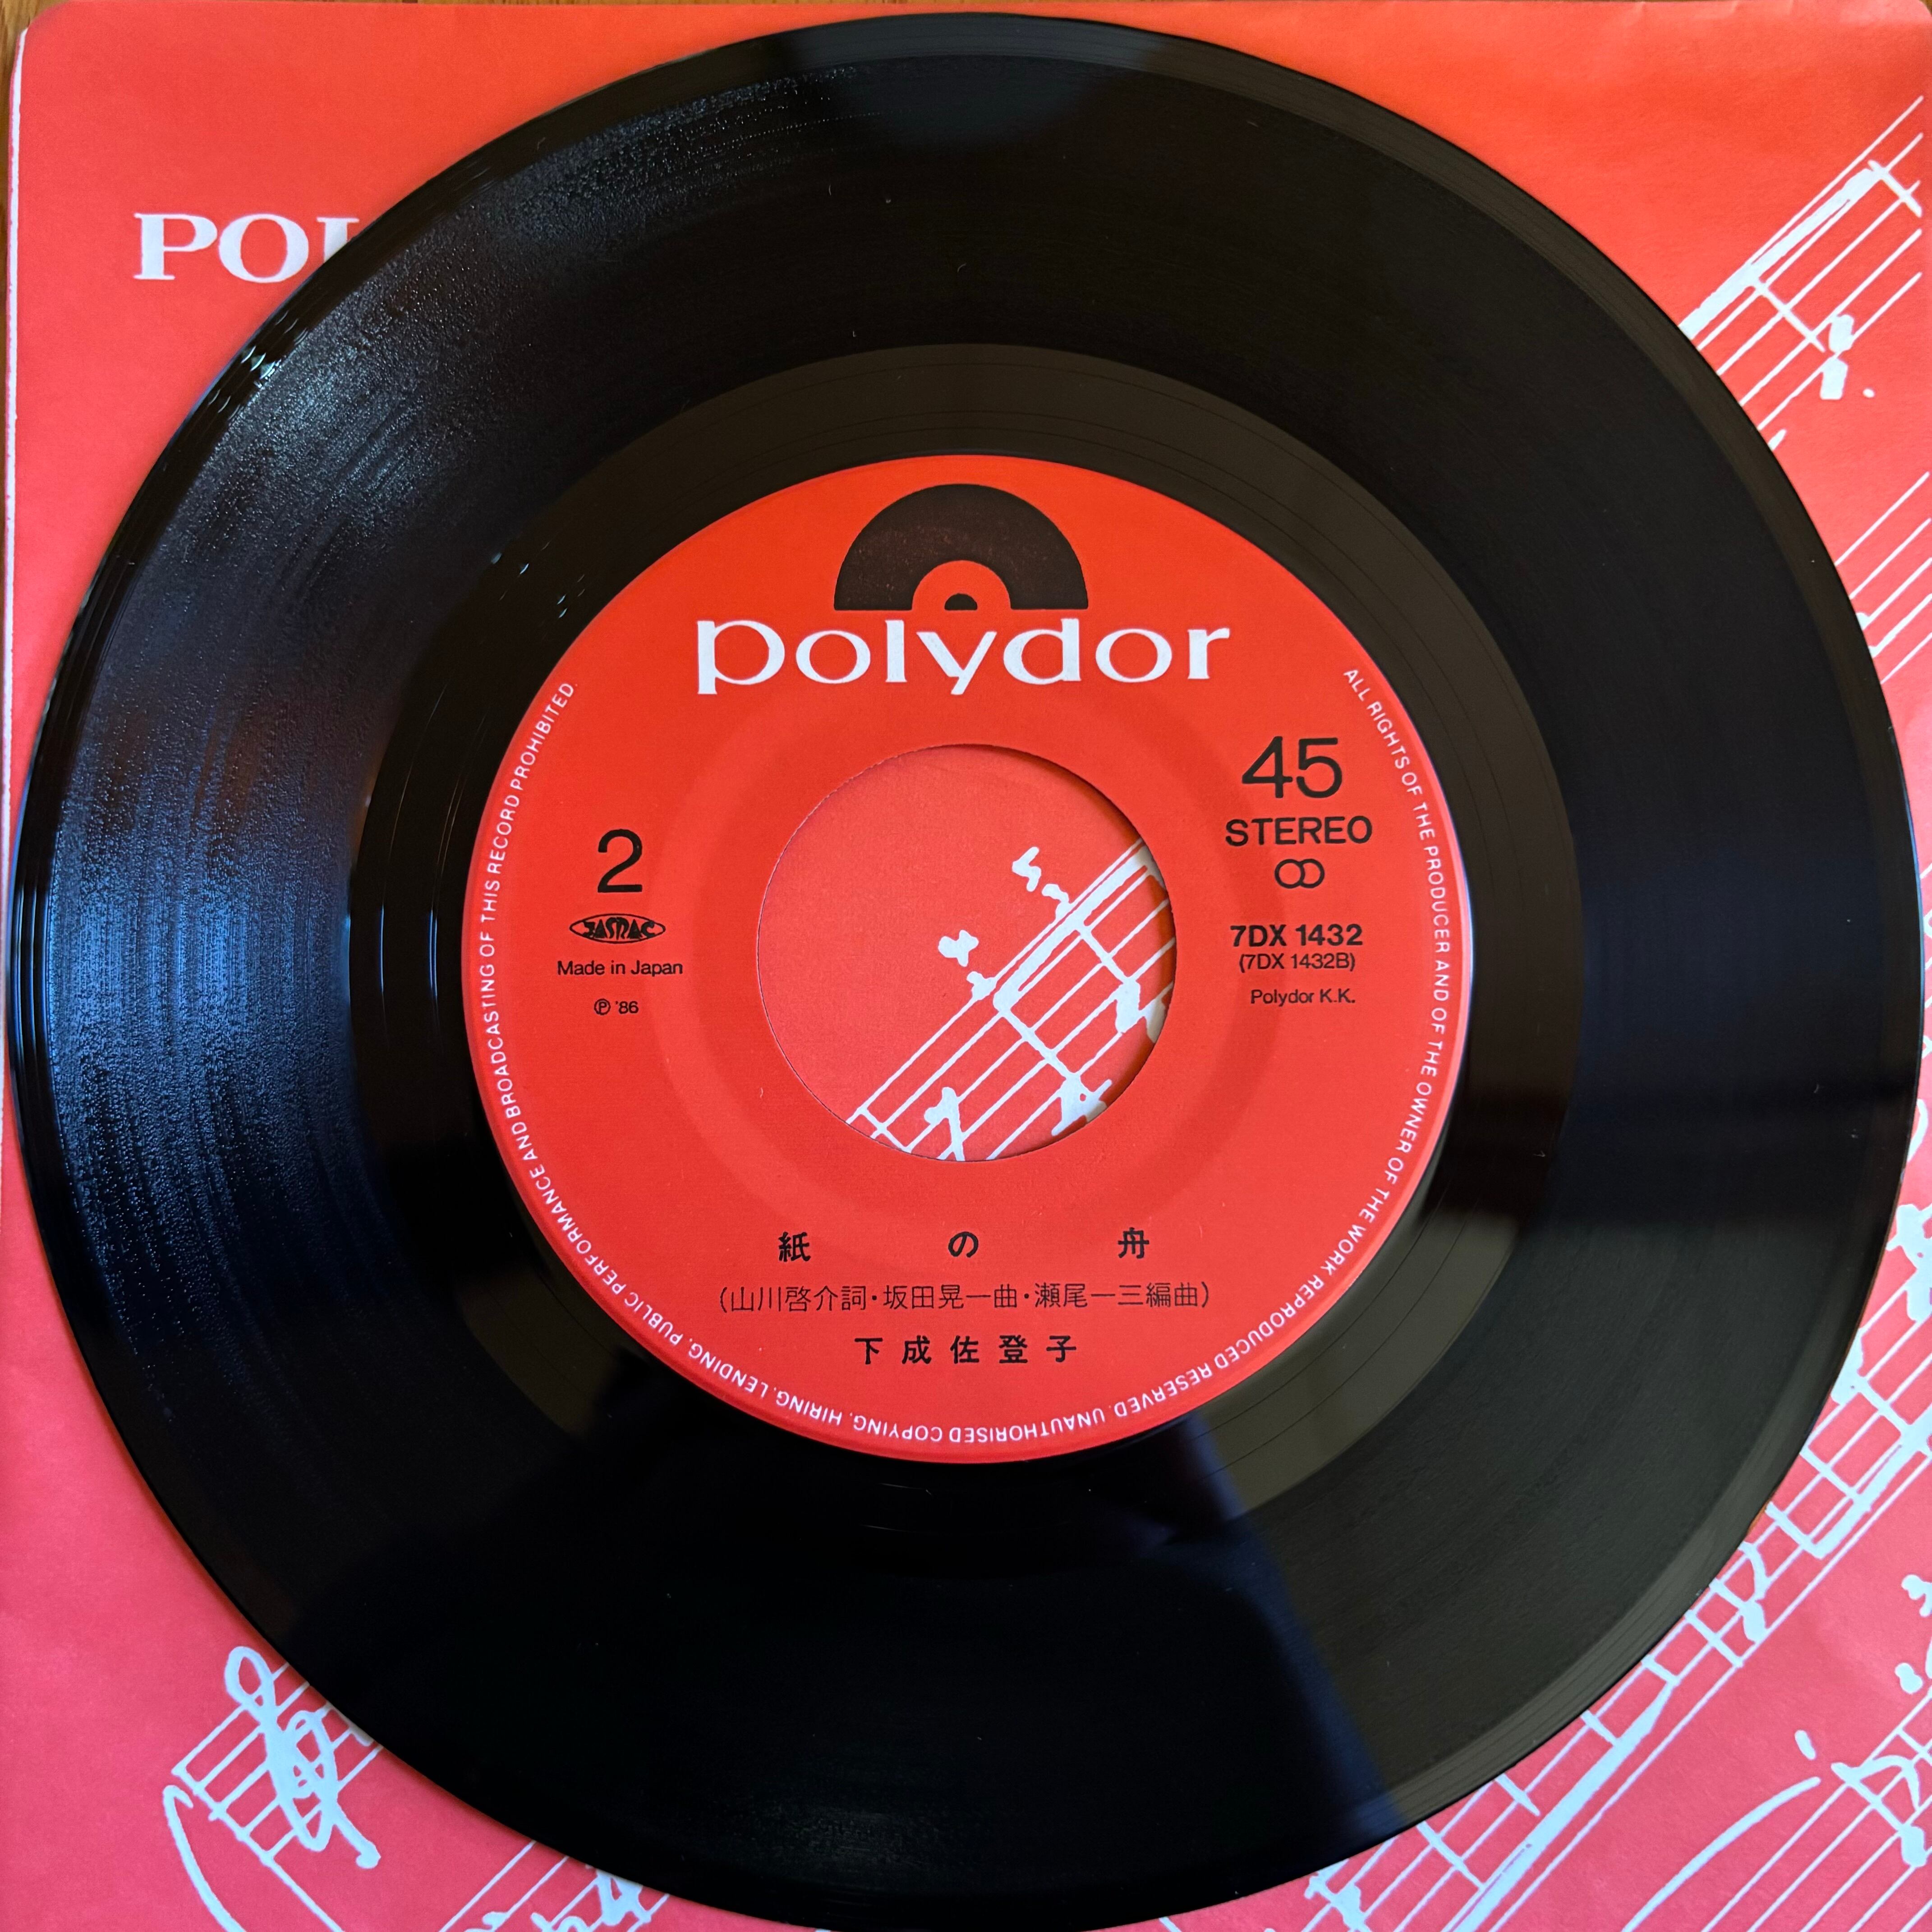 POL
polydor
45
STEREO
2
JASRAC
Made in Japan
Ⓟ '86
7DX 1432
(7DX 1432B)
Polydor K.K.
紙の舟
(山川啓介詞・坂田晃一曲・瀬尾一三編曲)
下成佐登子
ALL RIGHTS OF THE PRODUCER AND OF THE OWNER OF THE WORK REPRODUCED RESERVED. UNAUTHORISED COPYING, HIRING, LENDING, PUBLIC PERFORMANCE AND BROADCASTING OF THIS RECORD PROHIBITED.